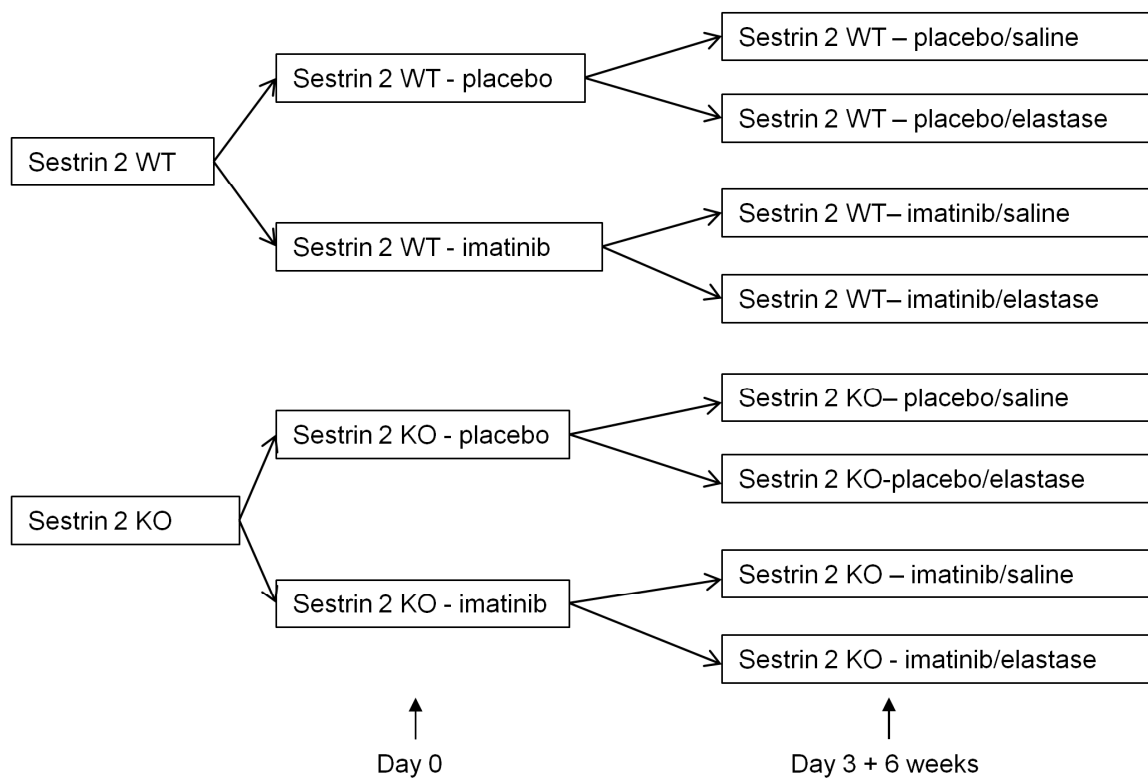 Sestrin 2 WT
Sestrin 2 WT - placebo
Sestrin 2 WT - imatinib
Sestrin 2 WT – placebo/saline
Sestrin 2 WT – placebo/elastase
Sestrin 2 WT– imatinib/saline
Sestrin 2 WT– imatinib/elastase
Sestrin 2 KO
Sestrin 2 KO - placebo
Sestrin 2 KO - imatinib
Sestrin 2 KO– placebo/saline
Sestrin 2 KO-placebo/elastase
Sestrin 2 KO – imatinib/saline
Sestrin 2 KO - imatinib/elastase
Day 0
Day 3 + 6 weeks